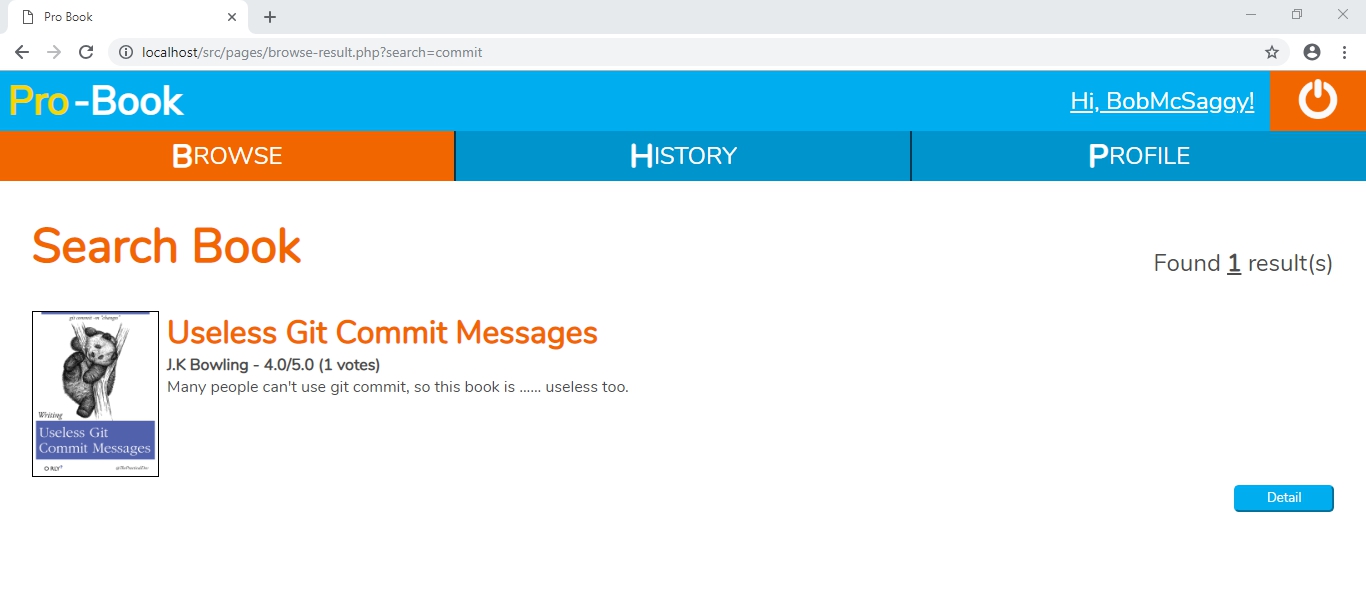 Pro Book
localhost/src/pages/browse-result.php?search=commit
Pro-Book
Hi, BobMcSaggy!
BROWSE
HISTORY
PROFILE
Search Book
Found 1 result(s)
git commit -m "changes"
Writing
Useless Git
Commit Messages
O RLY?
@ThePracticalDev
Useless Git Commit Messages
J.K Bowling - 4.0/5.0 (1 votes)
Many people can't use git commit, so this book is ...... useless too.
Detail